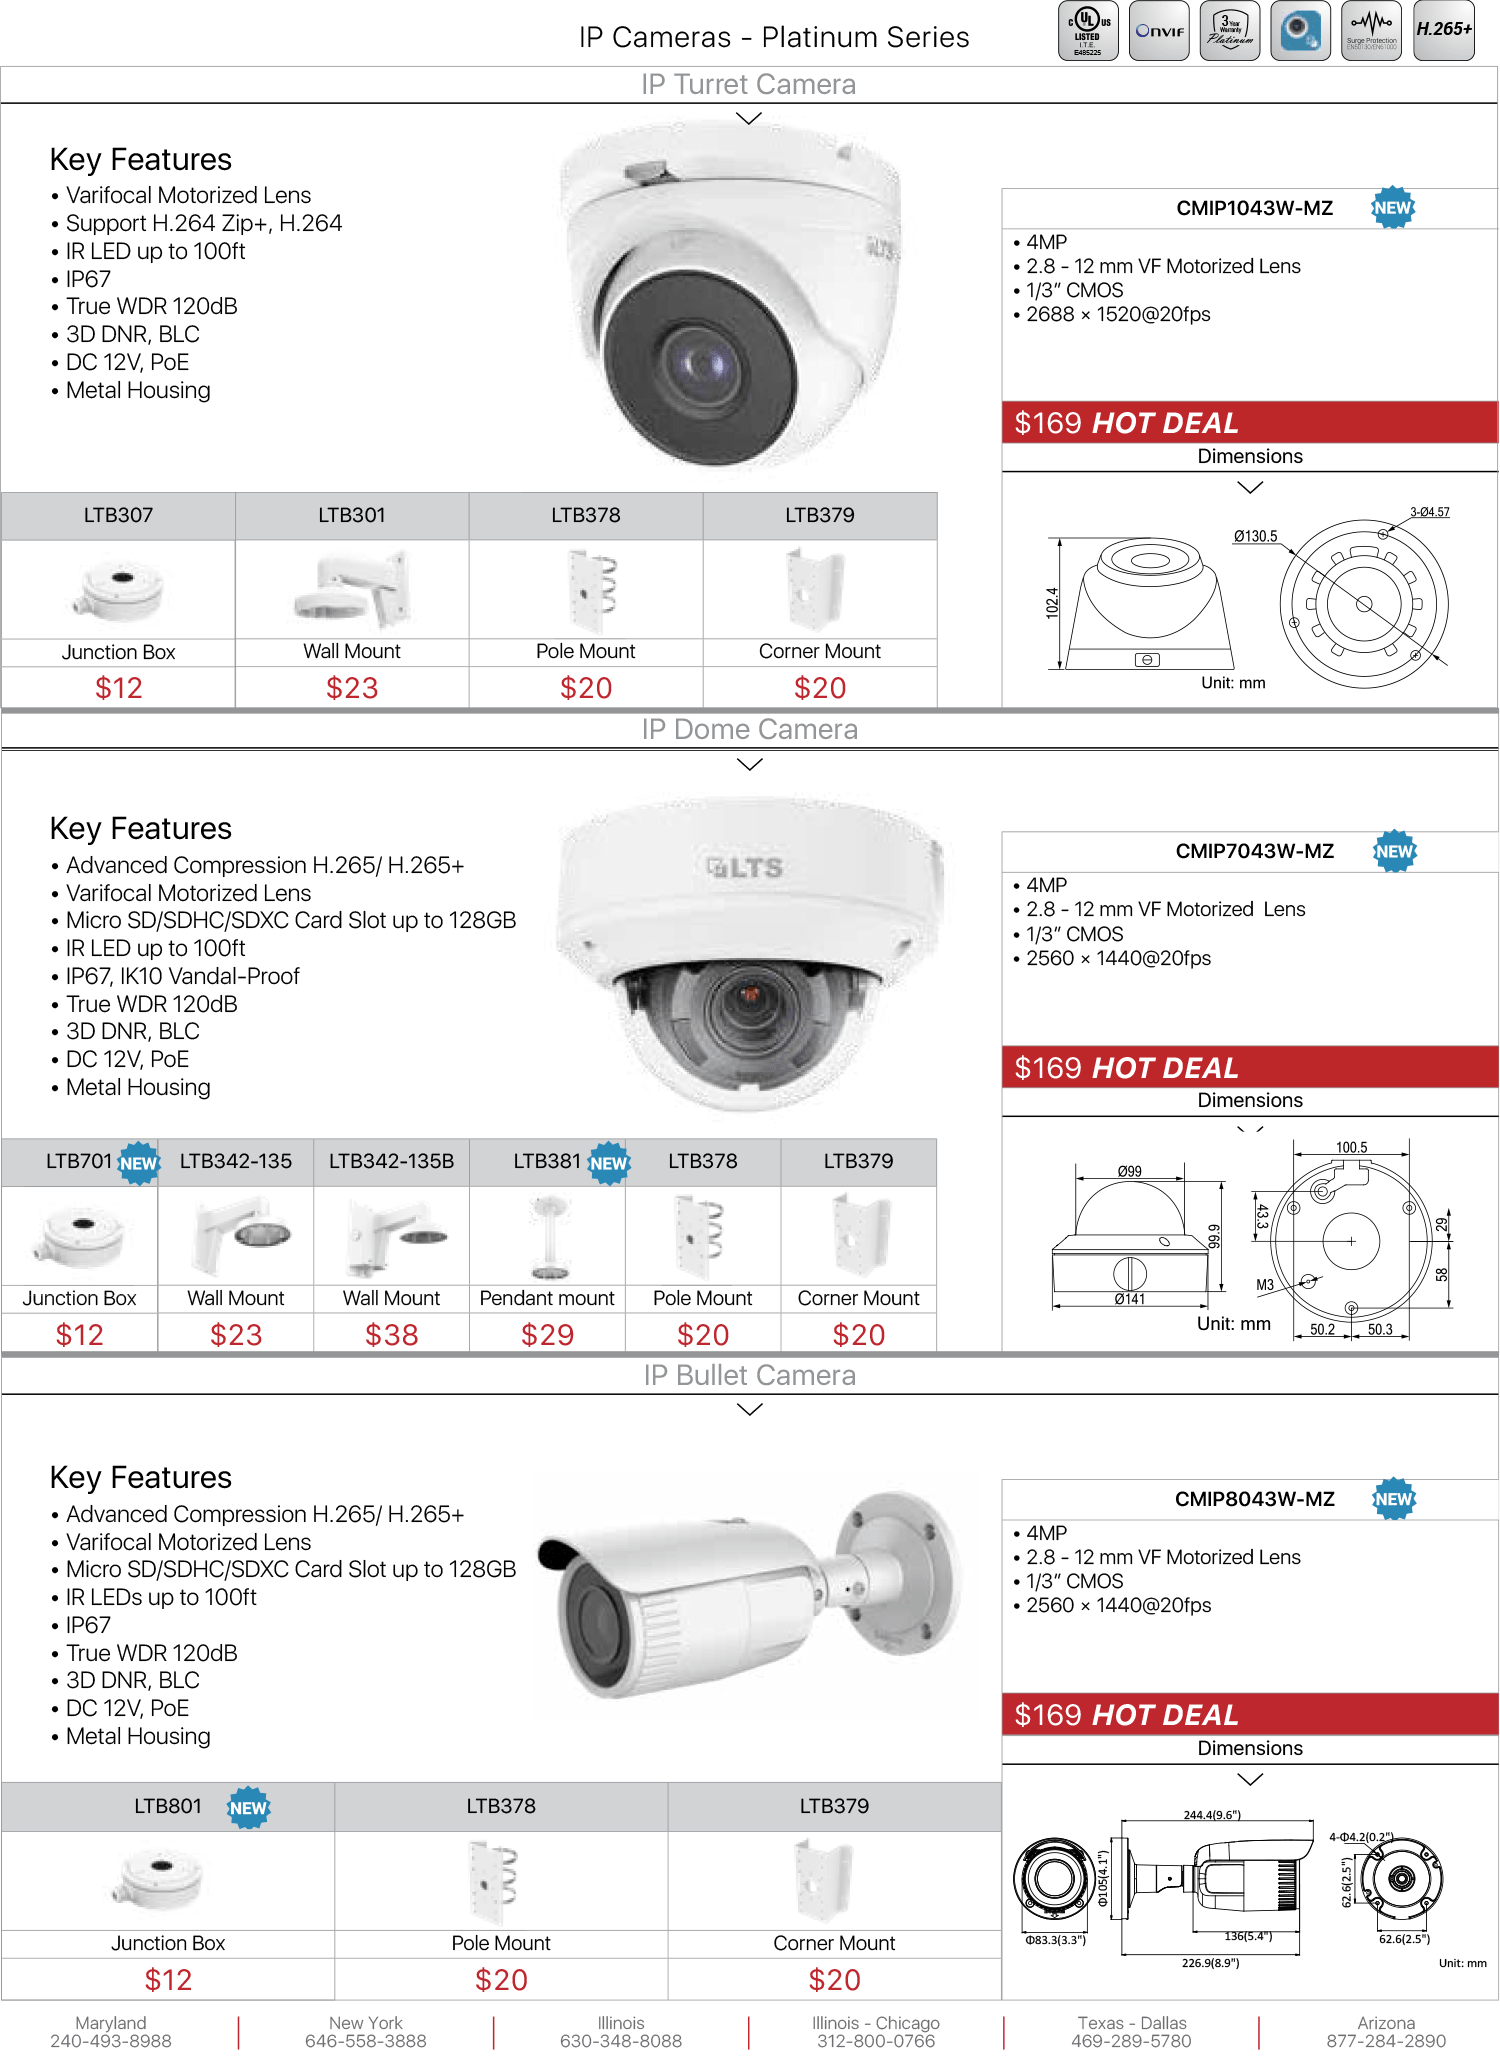 IP Cameras - Platinum Series
C UL US
LISTED
I.T.E.
E485225
ONVIF
3 Year
Warranty
Platinum
Surge Protection
EN50130/EN61000
H.265+
IP Turret Camera
Key Features
• Varifocal Motorized Lens
• Support H.264 Zip+, H.264
• IR LED up to 100ft
• IP67
• True WDR 120dB
• 3D DNR, BLC
• DC 12V, PoE
• Metal Housing
LTS
CMIP1043W-MZ NEW
• 4MP
• 2.8 - 12 mm VF Motorized Lens
• 1/3” CMOS
• 2688 × 1520@20fps
$169 HOT DEAL
Dimensions
3-Ø4.57
Ø130.5
102.4
Unit: mm
LTB307 LTB301 LTB378 LTB379
Junction Box Wall Mount Pole Mount Corner Mount
$12 $23 $20 $20
IP Dome Camera
Key Features
• Advanced Compression H.265/ H.265+
• Varifocal Motorized Lens
• Micro SD/SDHC/SDXC Card Slot up to 128GB
• IR LED up to 100ft
• IP67, IK10 Vandal-Proof
• True WDR 120dB
• 3D DNR, BLC
• DC 12V, PoE
• Metal Housing
LTS
CMIP7043W-MZ NEW
• 4MP
• 2.8 - 12 mm VF Motorized Lens
• 1/3” CMOS
• 2560 × 1440@20fps
$169 HOT DEAL
Dimensions
100.5
Ø99
43.3
29
99.9
58
M3
Ø141
50.2 50.3
Unit: mm
LTB701 NEW LTB342-135 LTB342-135B LTB381 NEW LTB378 LTB379
Junction Box Wall Mount Wall Mount Pendant mount Pole Mount Corner Mount
$12 $23 $38 $29 $20 $20
IP Bullet Camera
Key Features
• Advanced Compression H.265/ H.265+
• Varifocal Motorized Lens
• Micro SD/SDHC/SDXC Card Slot up to 128GB
• IR LEDs up to 100ft
• IP67
• True WDR 120dB
• 3D DNR, BLC
• DC 12V, PoE
• Metal Housing
CMIP8043W-MZ NEW
• 4MP
• 2.8 - 12 mm VF Motorized Lens
• 1/3” CMOS
• 2560 × 1440@20fps
$169 HOT DEAL
Dimensions
244.4(9.6")
4-Φ4.2(0.2")
Φ105(4.1")
62.6(2.5")
Φ83.3(3.3")
136(5.4")
62.6(2.5")
226.9(8.9")
Unit: mm
LTB801 NEW LTB378 LTB379
Junction Box Pole Mount Corner Mount
$12 $20 $20
Maryland New York Illinois Illinois - Chicago Texas - Dallas Arizona
240-493-8988 646-558-3888 630-348-8088 312-800-0766 469-289-5780 877-284-2890